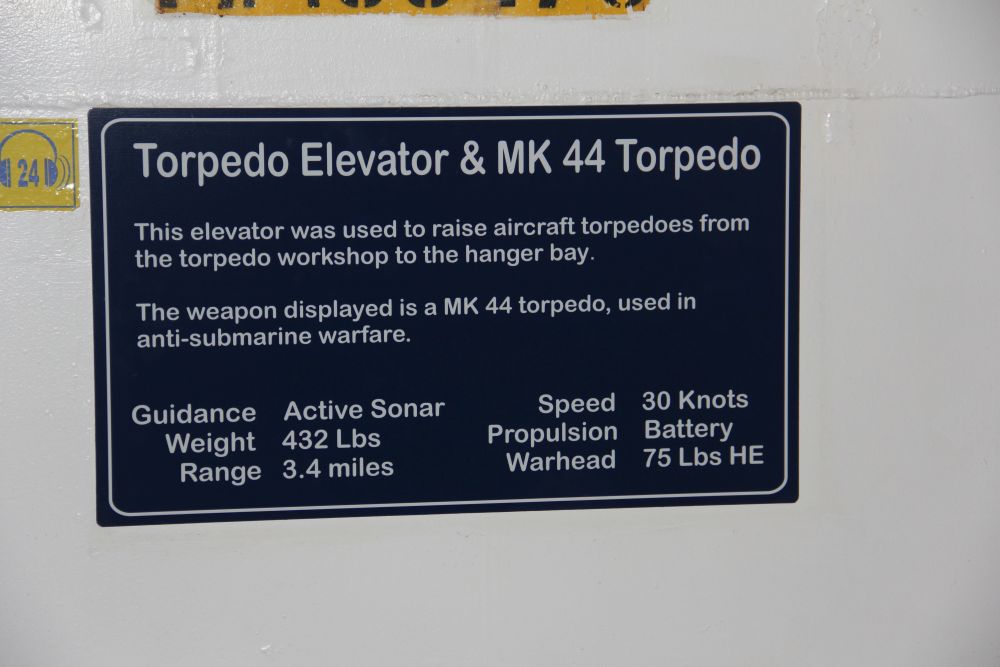 Torpedo Elevator & MK 44 Torpedo
24
This elevator was used to raise aircraft torpedoes from
the torpedo workshop to the hanger bay.
The weapon displayed is a MK 44 torpedo, used in
anti-submarine warfare.
Guidance Active Sonar
Weight 432 Lbs
Range 3.4 miles
Speed 30 Knots
Propulsion Battery
Warhead 75 Lbs HE